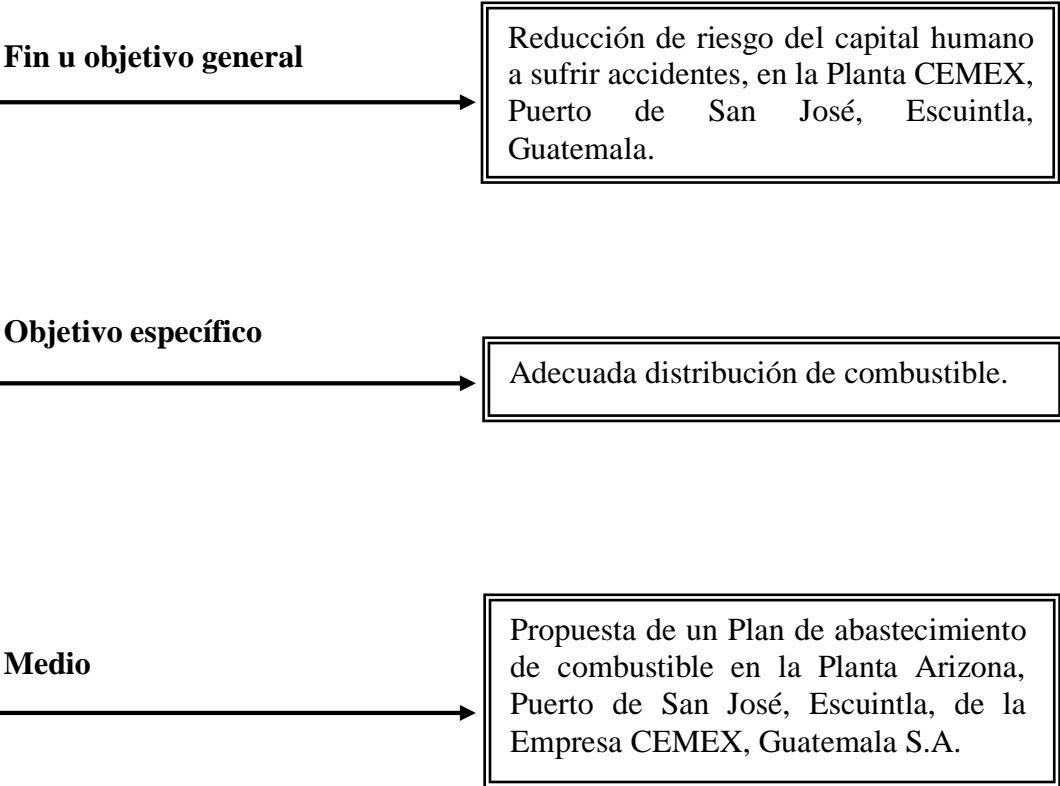 Fin u objetivo general
Reducción de riesgo del capital humano
a sufrir accidentes, en la Planta CEMEX,
Puerto de San José, Escuintla,
Guatemala.
Objetivo específico
Adecuada distribución de combustible.
Medio
Propuesta de un Plan de abastecimiento
de combustible en la Planta Arizona,
Puerto de San José, Escuintla, de la
Empresa CEMEX, Guatemala S.A.